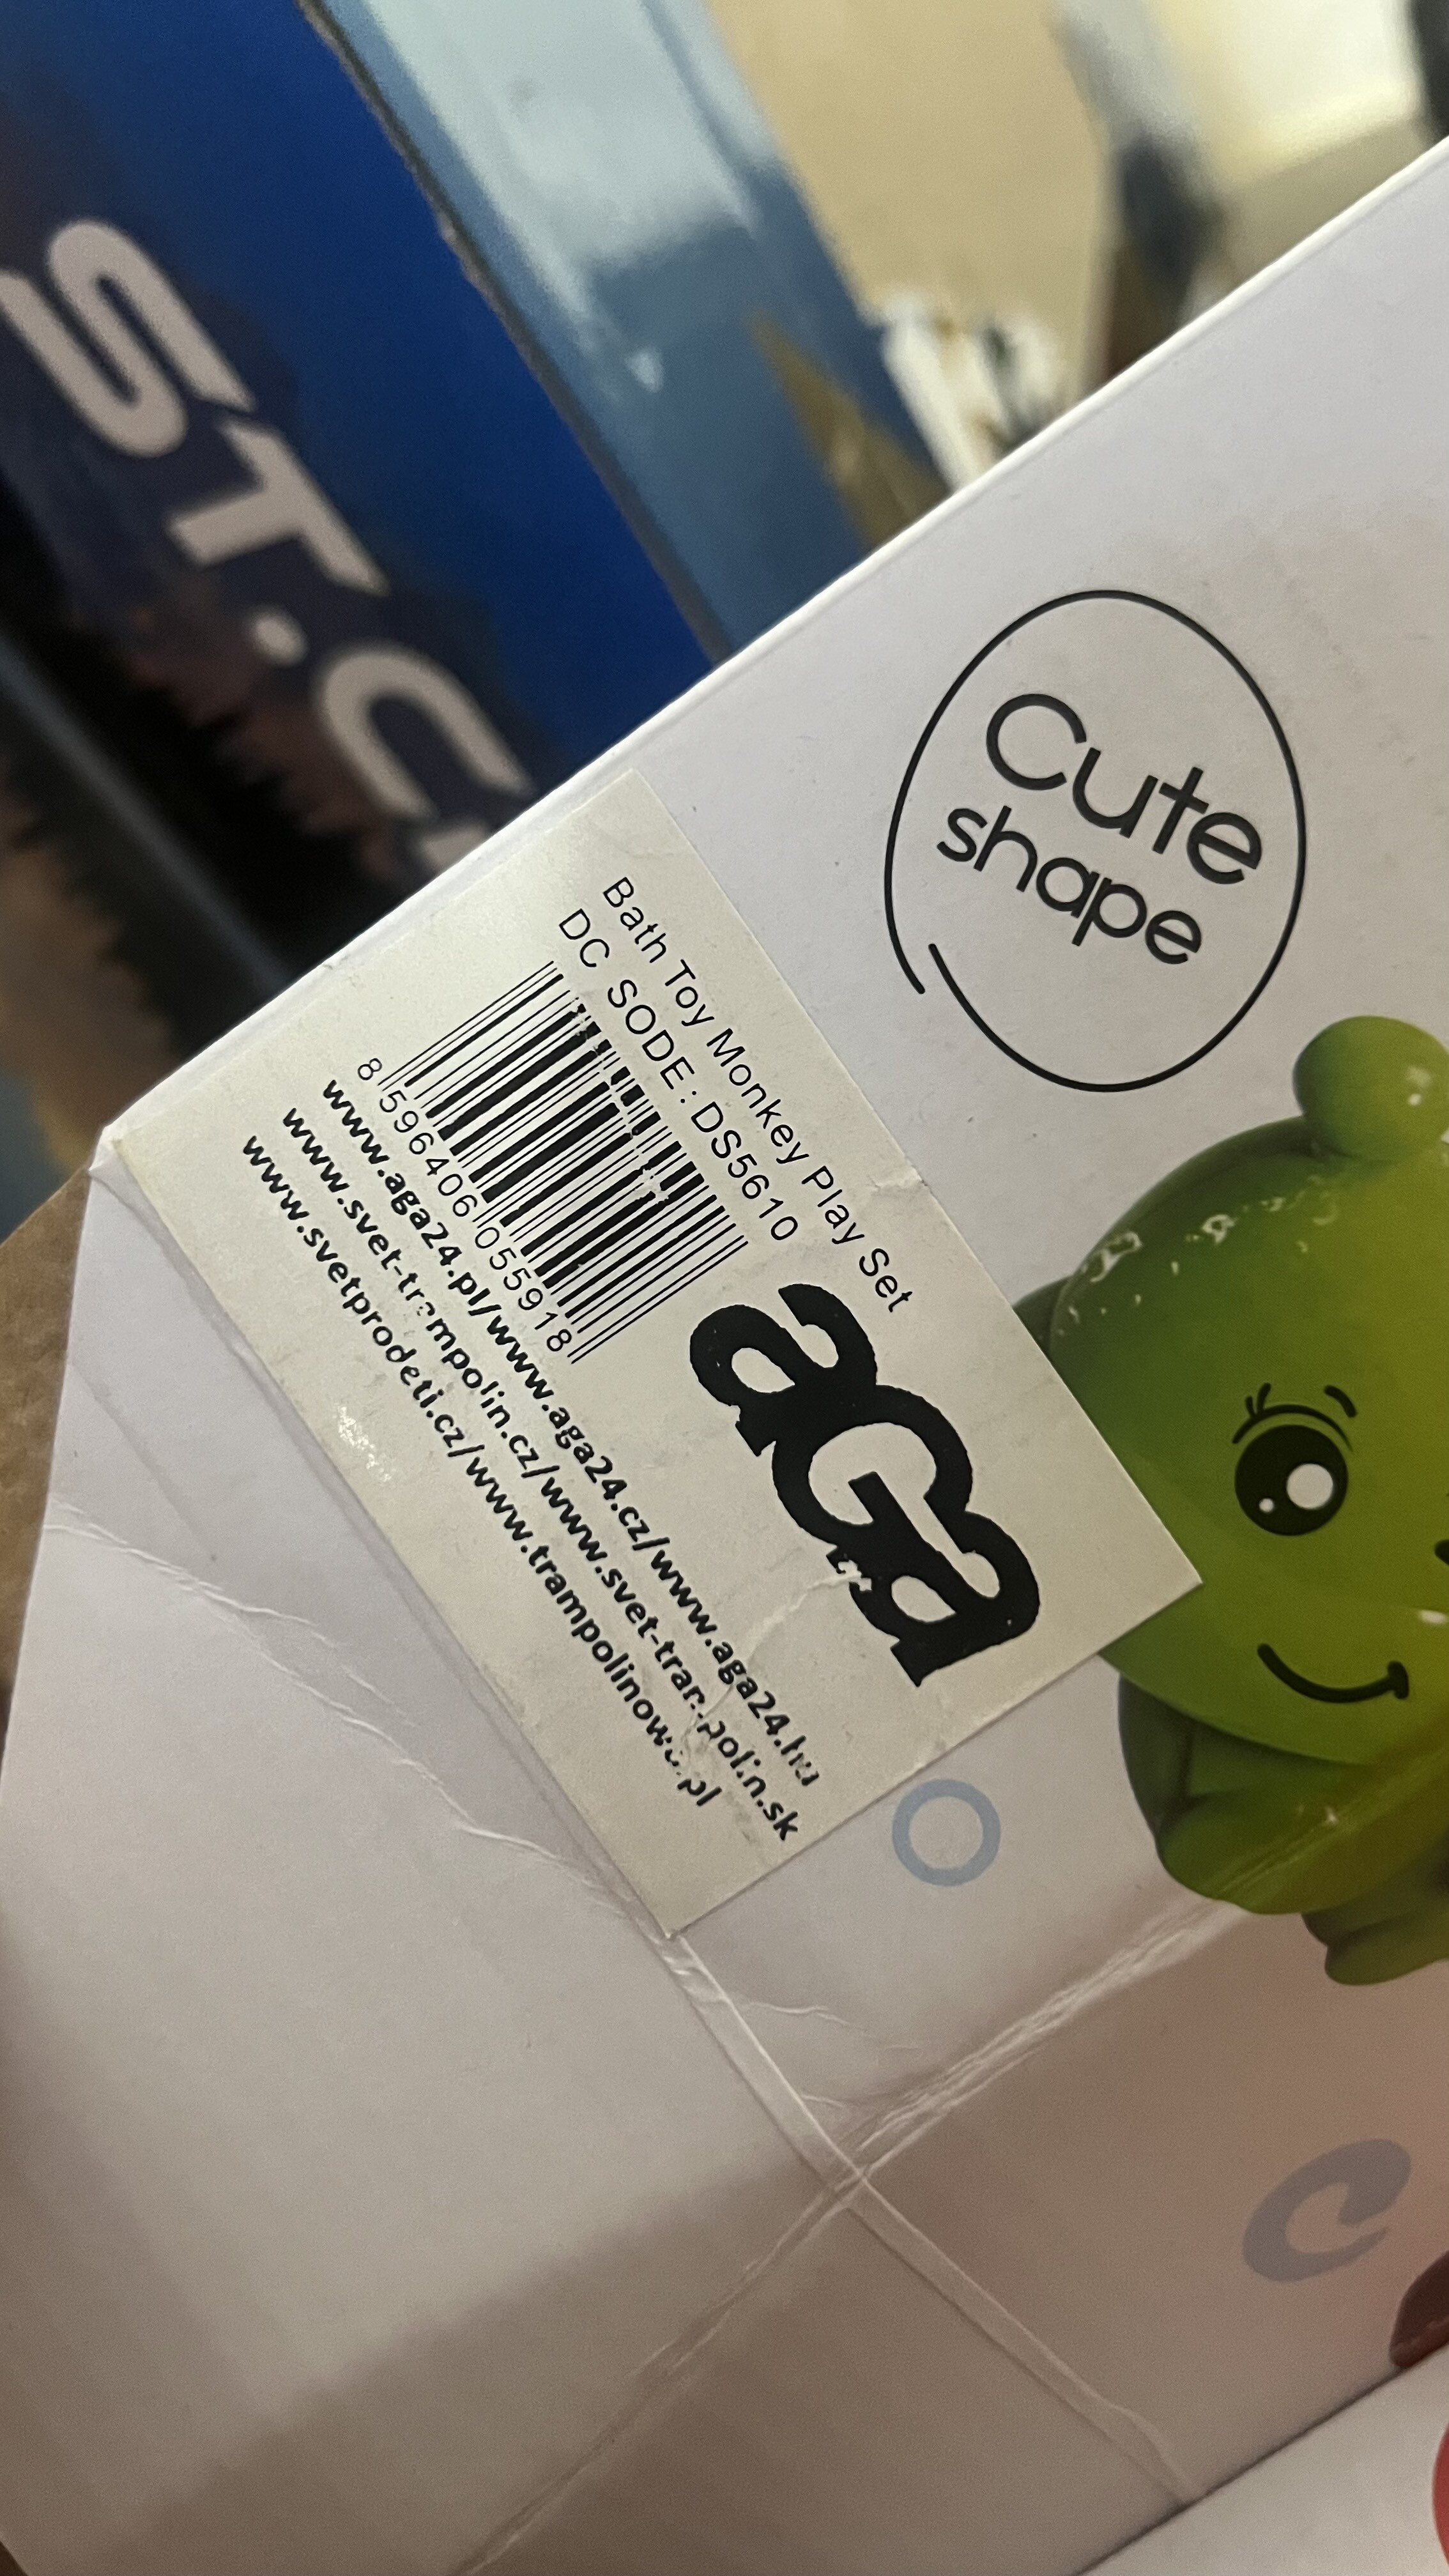 ST.C
Cute
shape
Bath Toy Monkey Play Set
DC SODE: DS5610
8 596406 055918
aGa
www.aga24.pl/www.aga24.cz/www.aga24.hu
www.svet-trampolin.cz/www.svet-trampolin.sk
www.svetprodeti.cz/www.trampolinowo.pl